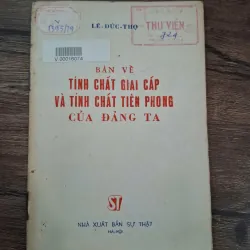 LÊ-ĐỨC-THỌ
THƯ VIỆN
BÀN VỀ
TÍNH CHẤT GIAI CẤP
VÀ TÍNH CHẤT TIÊN PHONG
CỦA ĐẢNG TA
ST
NHÀ XUẤT BẢN SỰ THẬT
HÀ-NỘI